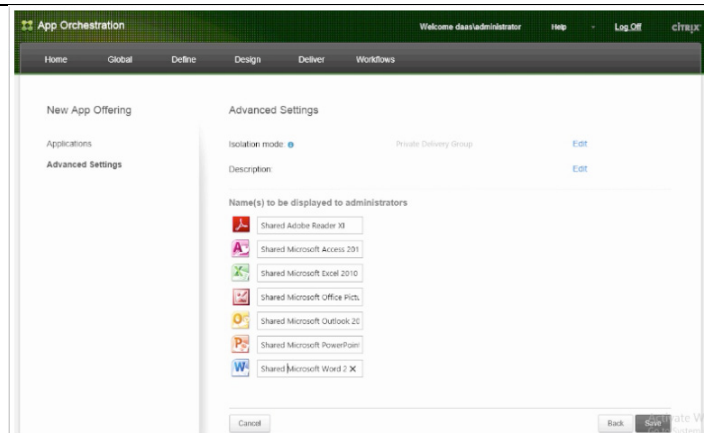 App Orchestration
Welcome daas\administrator Help Log Off citrix
Home Global Define Design Deliver Workflows
New App Offering
Applications
Advanced Settings
Advanced Settings
Isolation mode: Private Delivery Group Edit
Description: Edit
Name(s) to be displayed to administrators
Shared Adobe Reader XI
Shared Microsoft Access 201
Shared Microsoft Excel 2010
Shared Microsoft Office Pictu
Shared Microsoft Outlook 20
Shared Microsoft PowerPoint
Shared Microsoft Word 2
Cancel Back Save